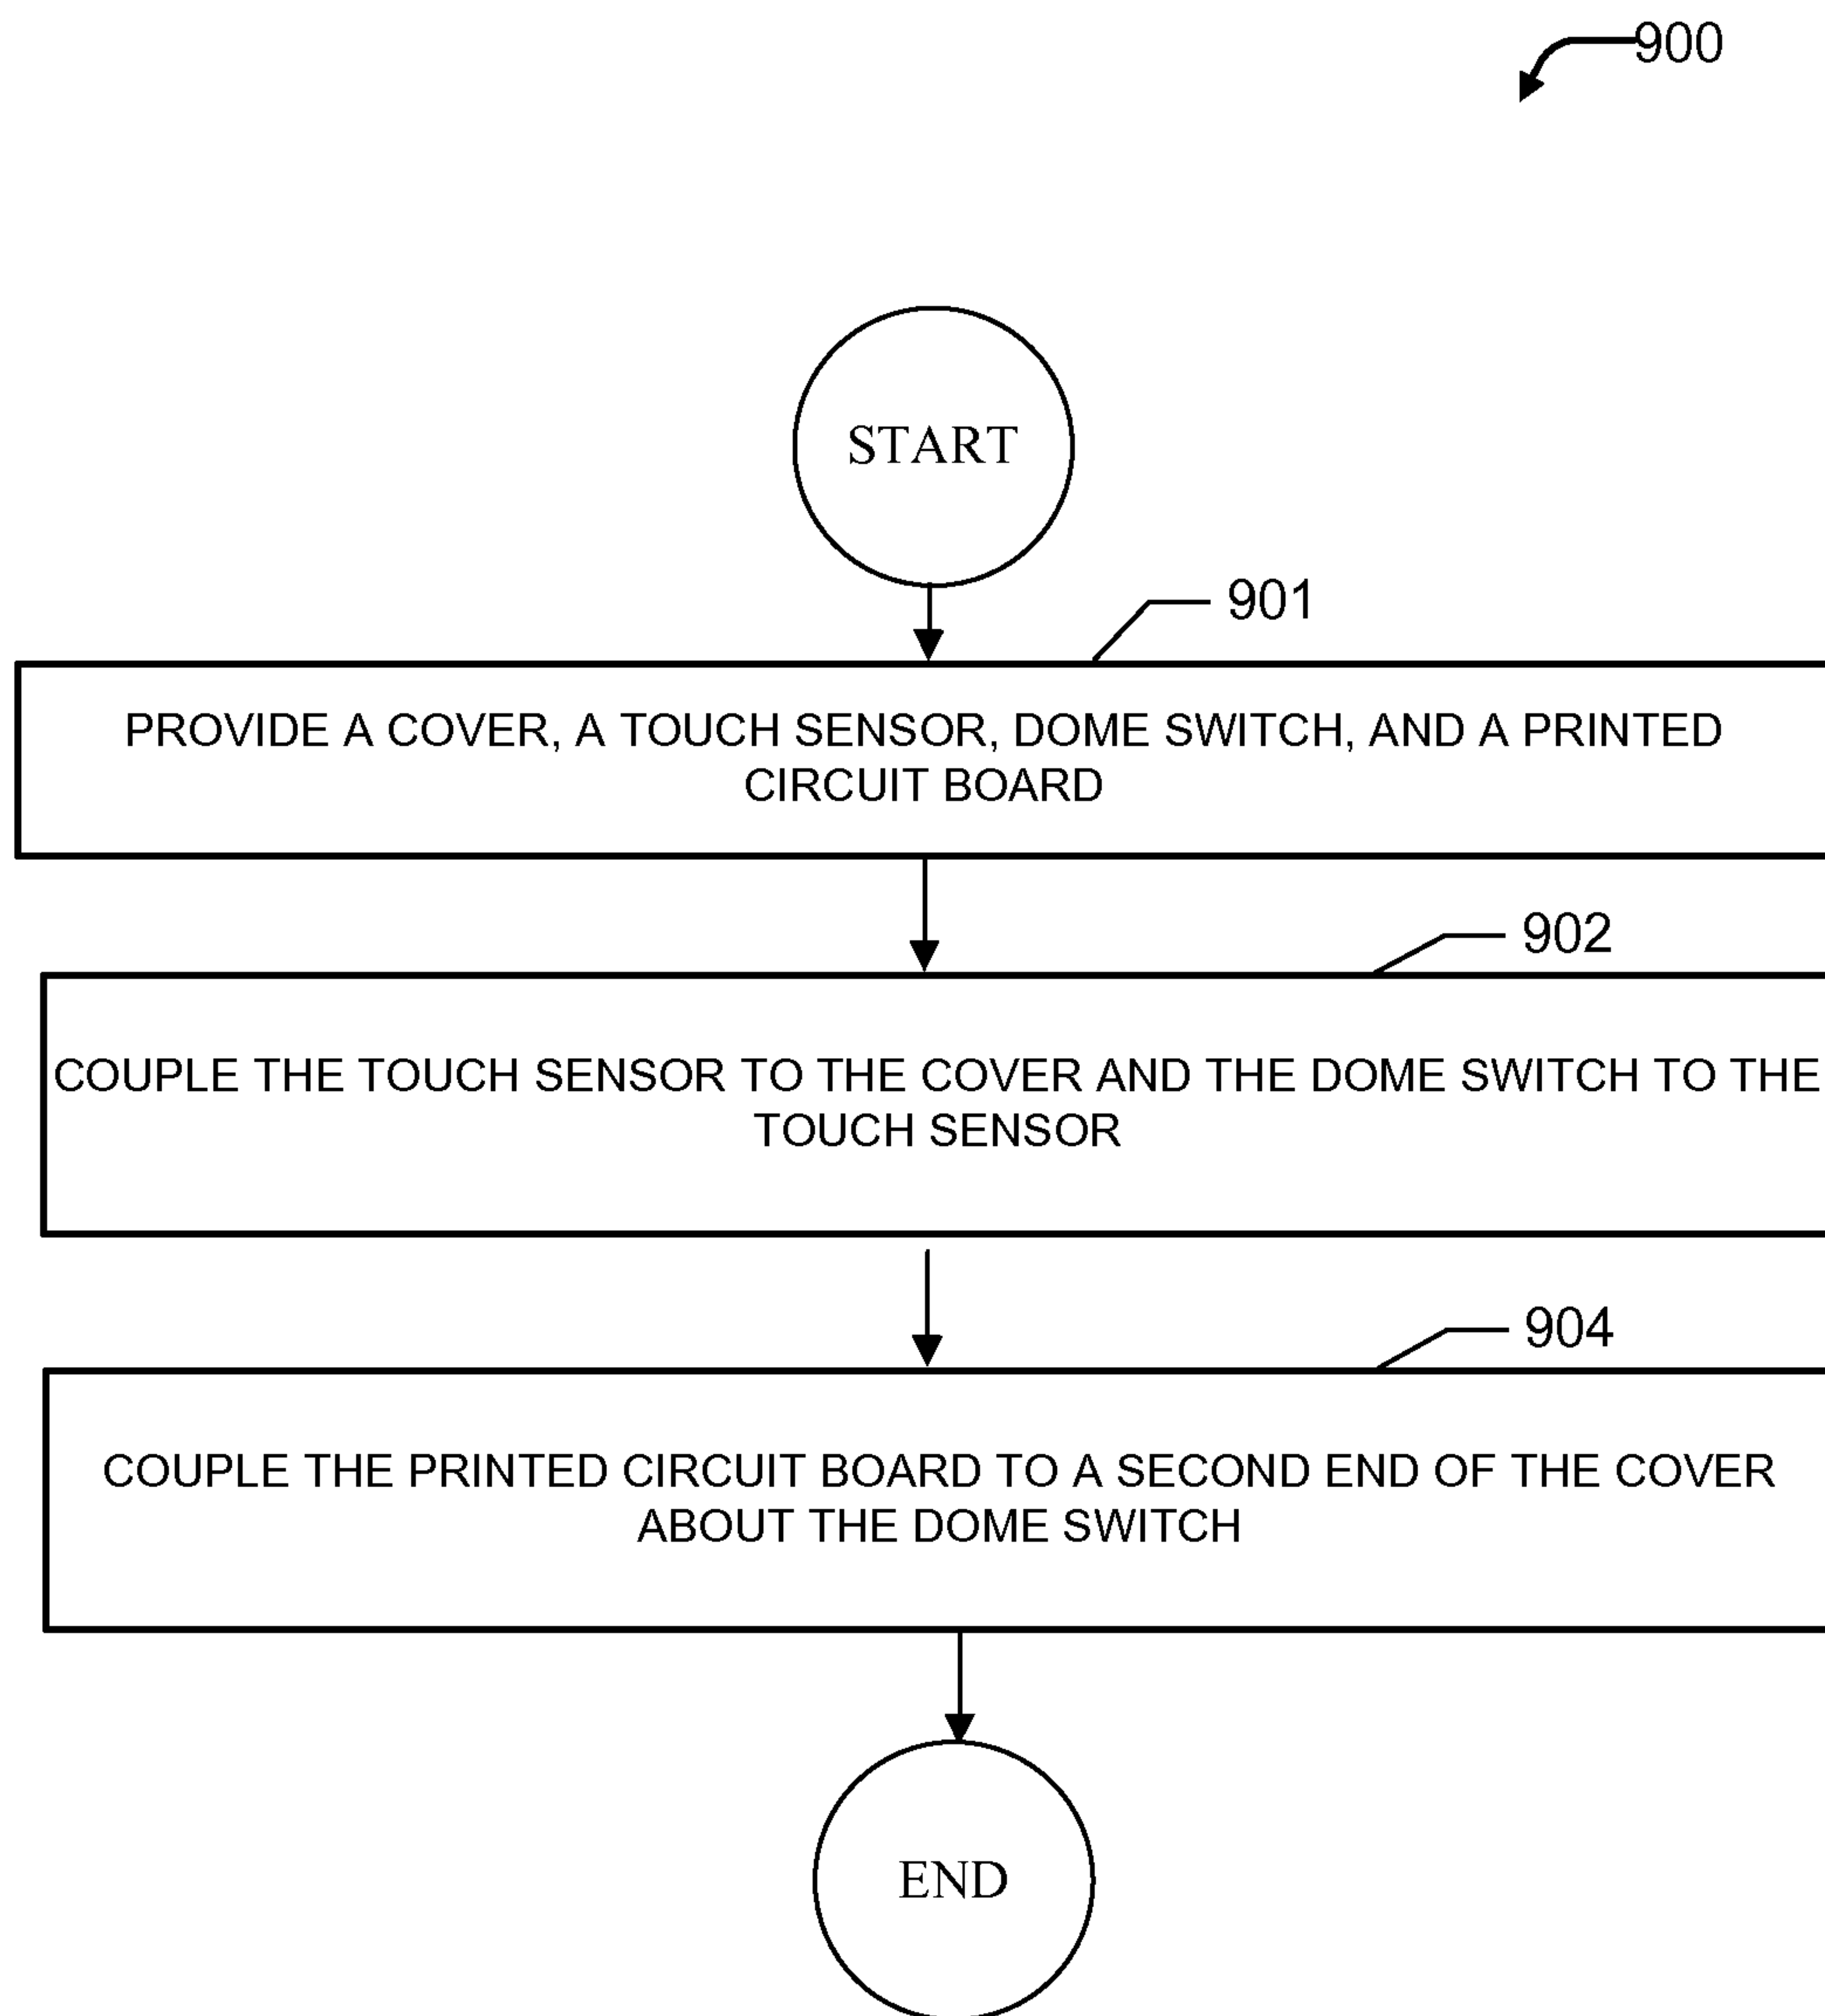 900
START
901
PROVIDE A COVER, A TOUCH SENSOR, DOME SWITCH, AND A PRINTED
CIRCUIT BOARD
902
COUPLE THE TOUCH SENSOR TO THE COVER AND THE DOME SWITCH TO THE
TOUCH SENSOR
904
COUPLE THE PRINTED CIRCUIT BOARD TO A SECOND END OF THE COVER
ABOUT THE DOME SWITCH
END